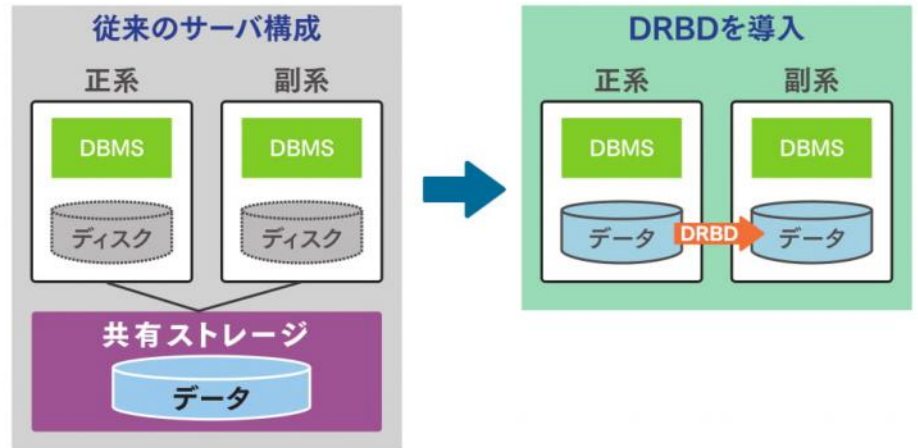 従来のサーバ構成
正系
副系
DBMS
DBMS
ディスク
ディスク
共有ストレージ
データ
DRBDを導入
正系
副系
DBMS
DBMS
データ
DRBD
データ